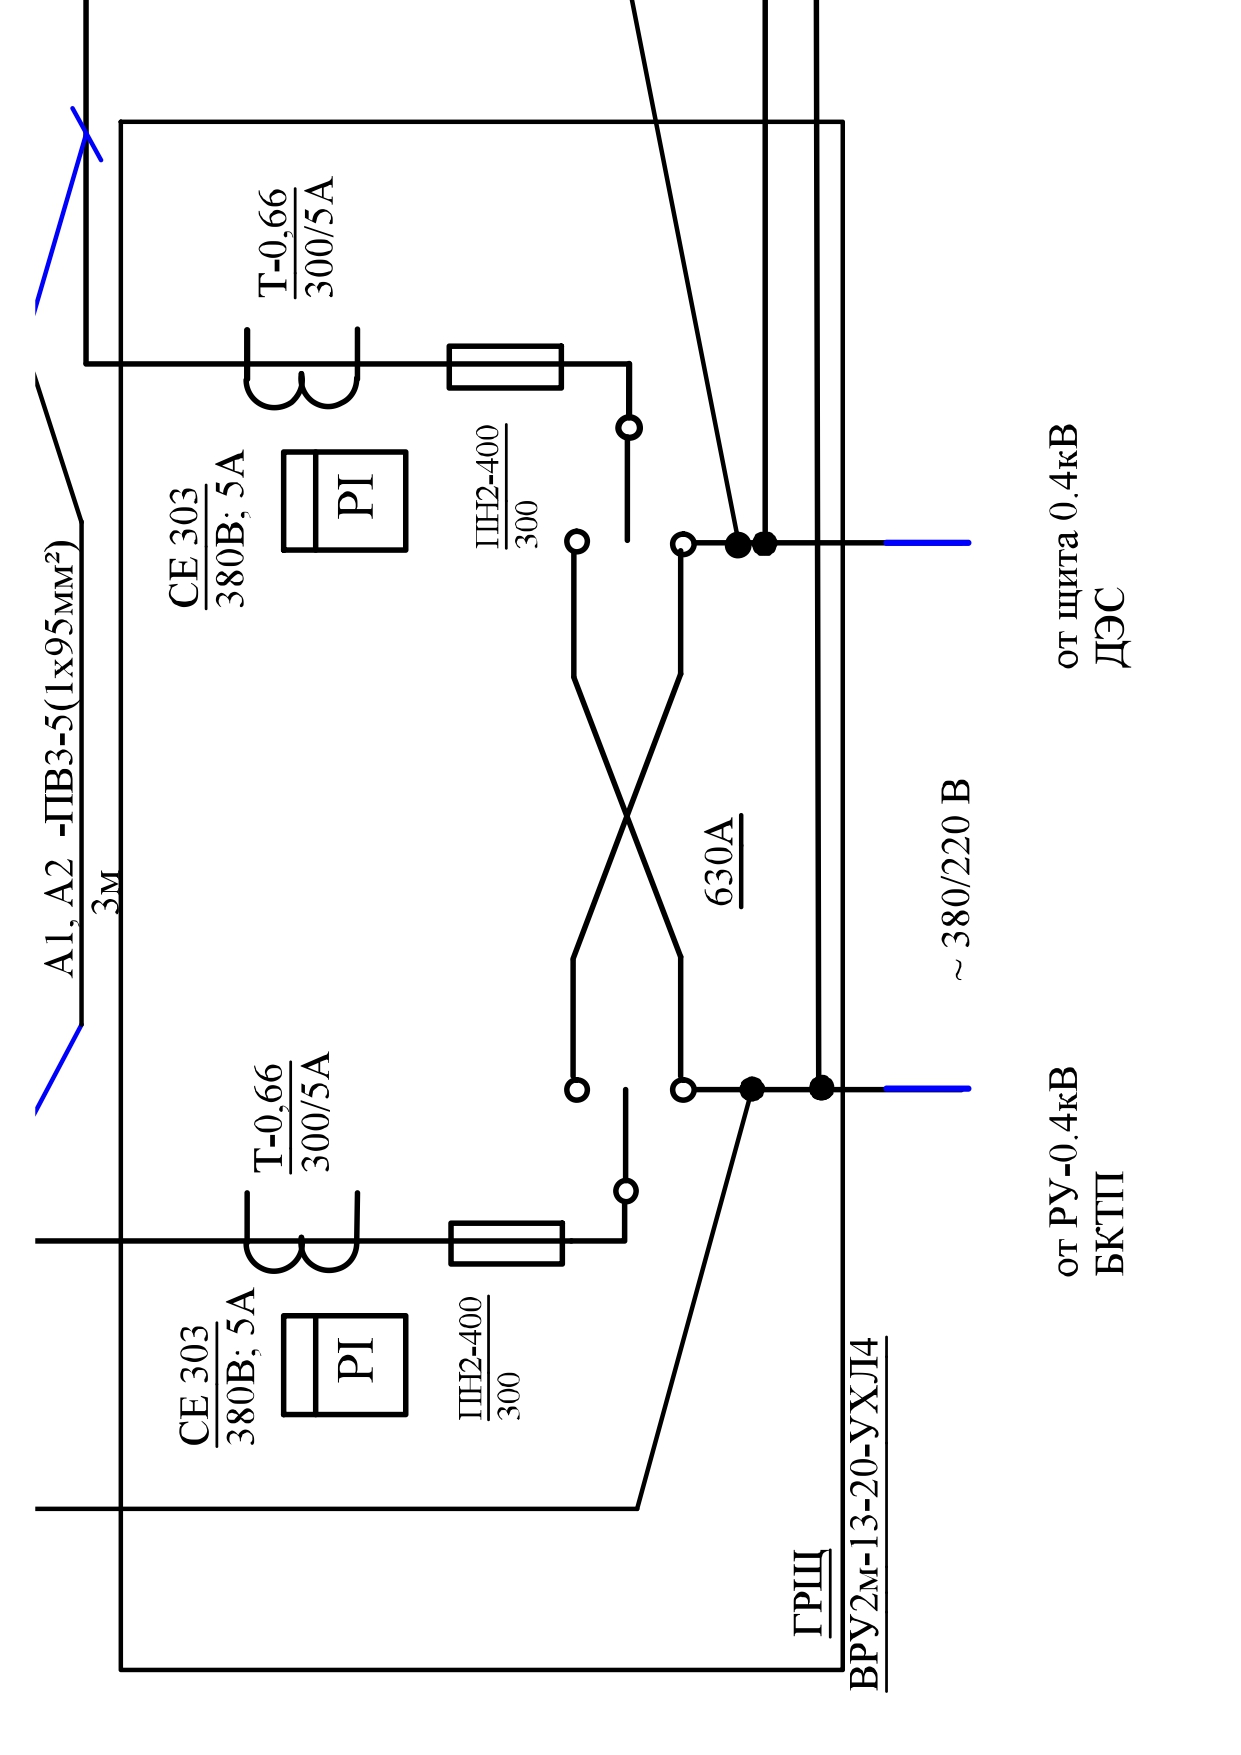 А1, А2 -ПВ3-5(1х95мм²)
3м
Т-0,66
300/5А
Т-0,66
300/5А
СЕ 303
380В; 5А
PI
СЕ 303
380В; 5А
PI
ПН2-400
300
ПН2-400
300
630А
ГРЩ
ВРУ2м-13-20-УХЛ4
~ 380/220 В
от РУ-0.4кВ
БКТП
от щита 0.4кВ
ДЭС